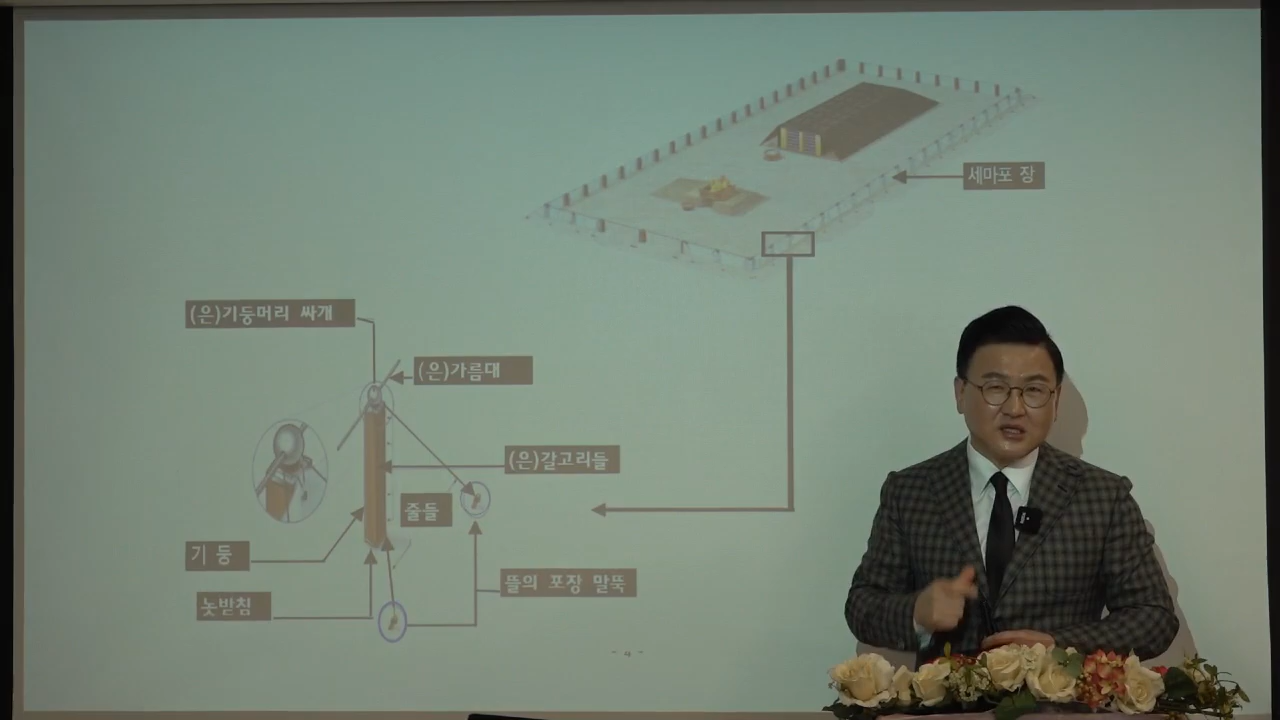 세마포 장
(은)기둥머리 싸개
(은)가름대
(은)갈고리들
줄들
기 둥
뜰의 포장 말뚝
놋받침
- 4 -